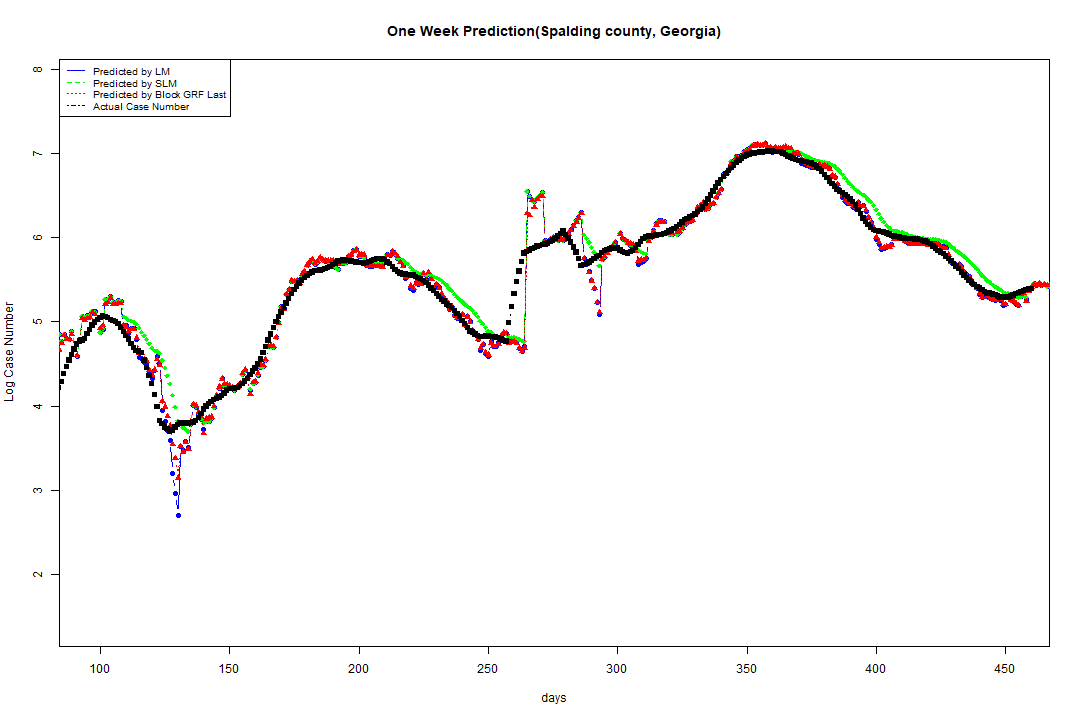 One Week Prediction(Spalding county, Georgia)
Predicted by LM
Predicted by SLM
Predicted by Block GRF Last
Actual Case Number
Log Case Number
8
7
6
5
4
3
2
100 150 200 250 300 350 400 450
days